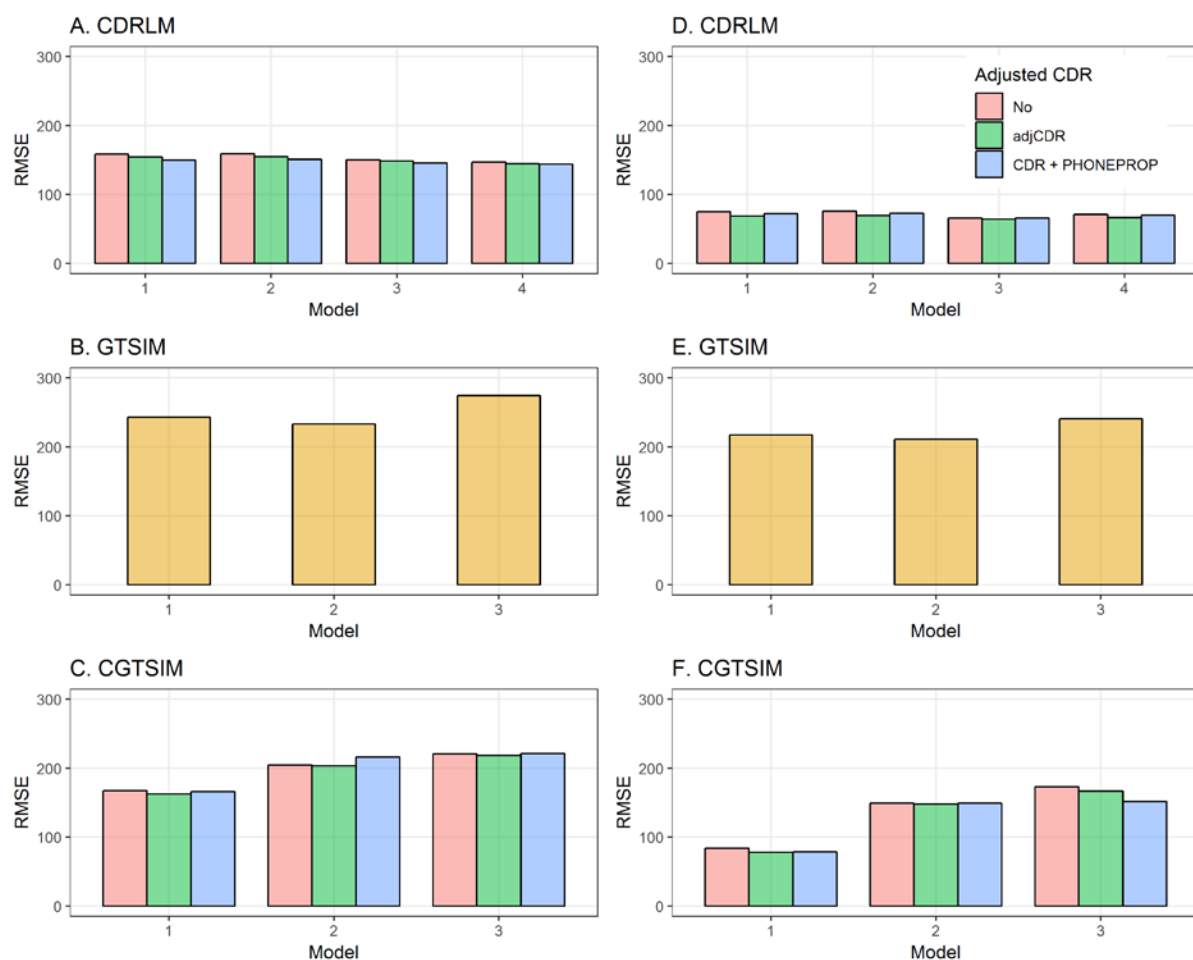 A. CDRLM
300
200
100
0
RMSE
1 2 3 4
Model
D. CDRLM
300
200
100
0
RMSE
Adjusted CDR
No
adjCDR
CDR + PHONEPROP
1 2 3 4
Model
B. GTSIM
300
200
100
0
RMSE
1 2 3
Model
E. GTSIM
300
200
100
0
RMSE
1 2 3
Model
C. CGTSIM
300
200
100
0
RMSE
1 2 3
Model
F. CGTSIM
300
200
100
0
RMSE
1 2 3
Model